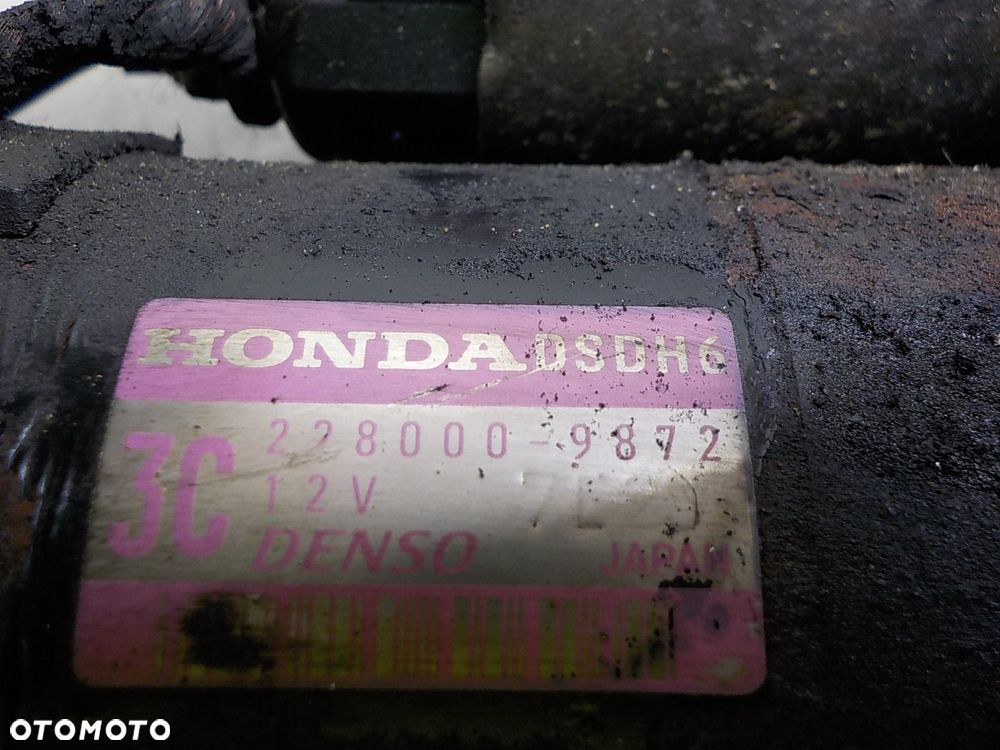 HONDA DSDH6
3C 228000-9872
12V
DENSO JAPAN
OTOMOTO